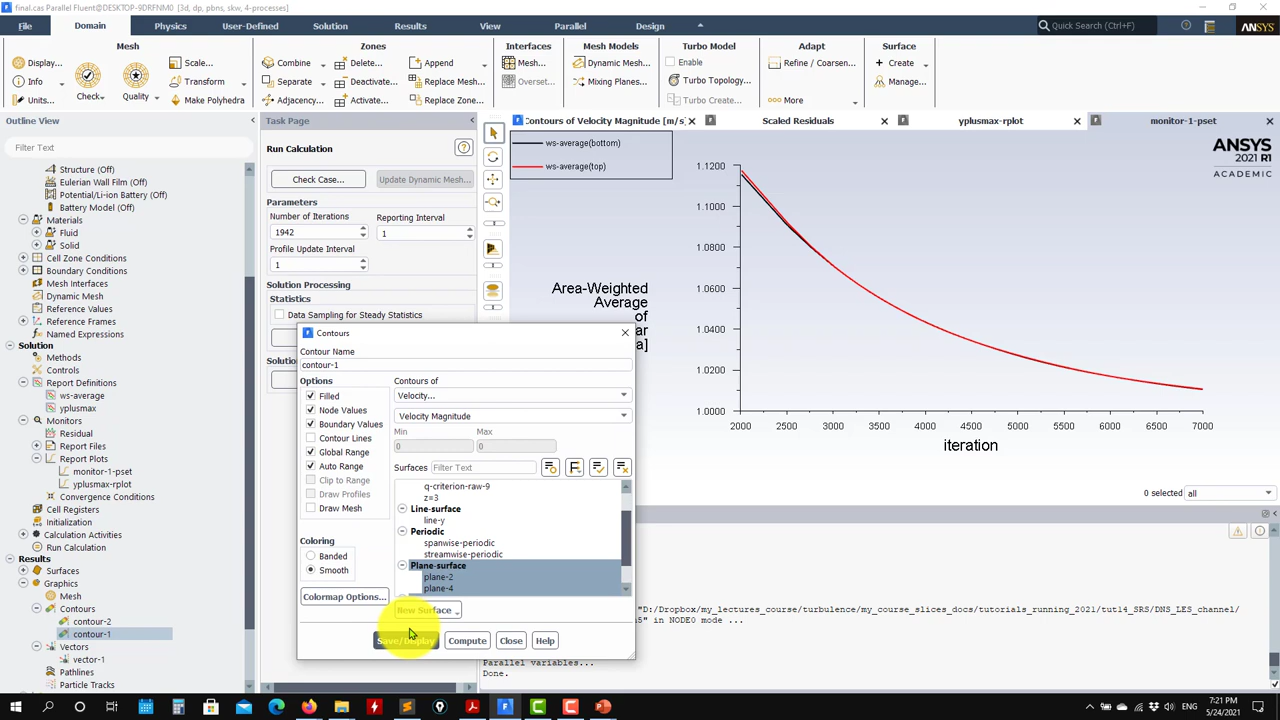 final.cas Parallel Fluent@DESKTOP-9DRFNM0 [3d, dp, pbns, skw, 4-processes]
File Domain Physics User-Defined Solution Results View Parallel Design Quick Search (Ctrl+F) ANSYS
Mesh Zones Interfaces Mesh Models Turbo Model Adapt Surface
Display... Scale... Combine Delete... Append Mesh... Dynamic Mesh... Enable Refine / Coarsen... Create
Info Check Quality Transform Separate Deactivate... Replace Mesh... Overset... Mixing Planes... Turbo Topology... Manage...
Units... Make Polyhedra Adjacency... Activate... Replace Zone... Turbo Create... More
Outline View
Filter Text
Structure (Off)
Eulerian Wall Film (Off)
Potential/Li-ion Battery (Off)
Battery Model (Off)
Materials
Fluid
Solid
Cell Zone Conditions
Boundary Conditions
Mesh Interfaces
Dynamic Mesh
Reference Values
Reference Frames
Named Expressions
Solution
Methods
Controls
Report Definitions
ws-average
yplusmax
Monitors
Residual
Report Files
Report Plots
monitor-1-pset
yplusmax-rplot
Convergence Conditions
Cell Registers
Initialization
Calculation Activities
Run Calculation
Results
Surfaces
Graphics
Mesh
Contours
contour-2
contour-1
Vectors
vector-1
Pathlines
Particle Tracks
Task Page
Run Calculation
Check Case... Update Dynamic Mesh...
Parameters
Number of Iterations Reporting Interval
1942 1
Profile Update Interval
1
Solution Processing
Statistics
Data Sampling for Steady Statistics
Contours
Contour Name
contour-1
Options
Filled
Node Values
Boundary Values
Contour Lines
Global Range
Auto Range
Clip to Range
Draw Profiles
Draw Mesh
Coloring
Banded
Smooth
Colormap Options...
Contours of
Velocity...
Velocity Magnitude
Min Max
0 0
Surfaces Filter Text
q-criterion-raw-9
z=3
Line-surface
line-y
Periodic
spanwise-periodic
streamwise-periodic
Plane-surface
plane-2
plane-4
New Surface
Save/Display Compute Close Help
Contours of Velocity Magnitude [m/s] Scaled Residuals yplusmax-rplot monitor-1-pset
ws-average(bottom)
ws-average(top)
ANSYS
2021 R1
ACADEMIC
1.1200
1.1000
1.0800
1.0600
1.0400
1.0200
1.0000
Area-Weighted
Average
of
2000 2500 3000 3500 4000 4500 5000 5500 6000 6500 7000
iteration
0 selected all
"D:/Dropbox/my_lectures_course/turbulence/my_course_slices_docs/tutorials_running_2021/tut14_SRS/DNS_LES_channel/
5" in NODE0 mode ...
Parallel variables...
Done.
ENG 7:21 PM
5/24/2021